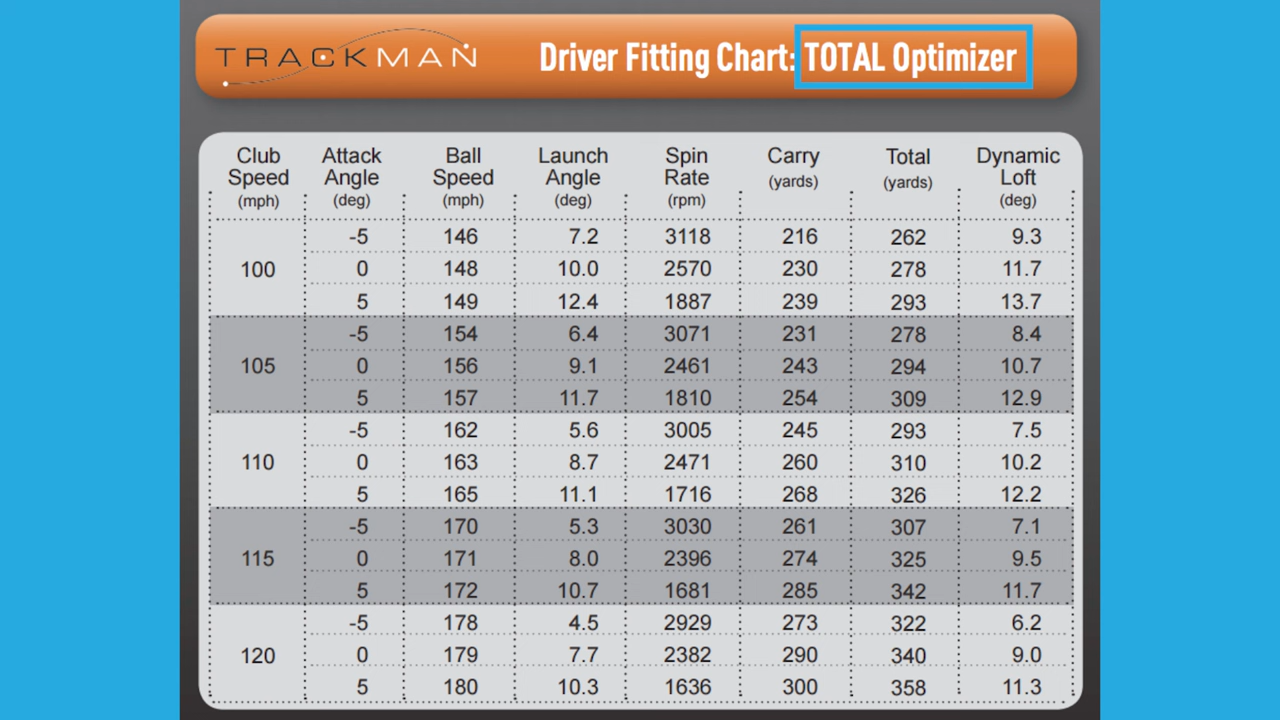 TRACKMAN Driver Fitting Chart: TOTAL Optimizer
Club Speed (mph) Attack Angle (deg) Ball Speed (mph) Launch Angle (deg) Spin Rate (rpm) Carry (yards) Total (yards) Dynamic Loft (deg)
-5 146 7.2 3118 216 262 9.3
100 0 148 10.0 2570 230 278 11.7
5 149 12.4 1887 239 293 13.7
-5 154 6.4 3071 231 278 8.4
105 0 156 9.1 2461 243 294 10.7
5 157 11.7 1810 254 309 12.9
-5 162 5.6 3005 245 293 7.5
110 0 163 8.7 2471 260 310 10.2
5 165 11.1 1716 268 326 12.2
-5 170 5.3 3030 261 307 7.1
115 0 171 8.0 2396 274 325 9.5
5 172 10.7 1681 285 342 11.7
-5 178 4.5 2929 273 322 6.2
120 0 179 7.7 2382 290 340 9.0
5 180 10.3 1636 300 358 11.3